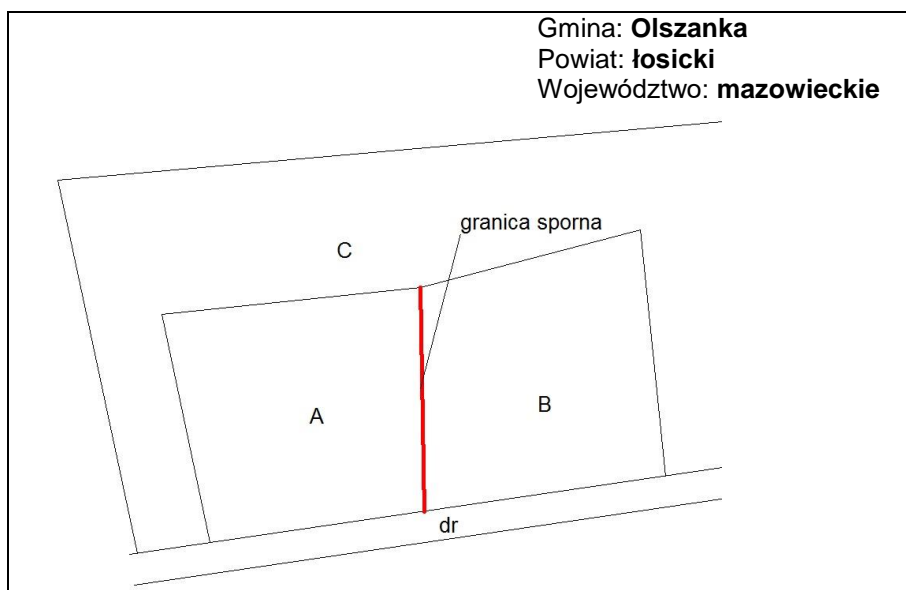 Gmina: Olszanka
Powiat: łosicki
Województwo: mazowieckie
granica sporna
C
A
B
dr